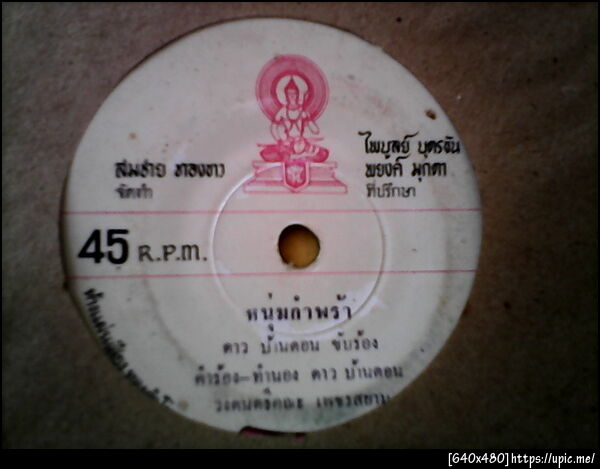 ไพบูลย์ บุตรขัน
สมชาย ทองขาว
พยงค์ มุกดา
จัดทำ
ที่ปรึกษา
45 R.P.M.
หนุ่มกำพร้า
ดาว บ้านดอน ขับร้อง
คำร้อง-ทำนอง ดาว บ้านดอน
วงดนตรีคณะ เพชรสยาม
[640x480]https://upic.me/